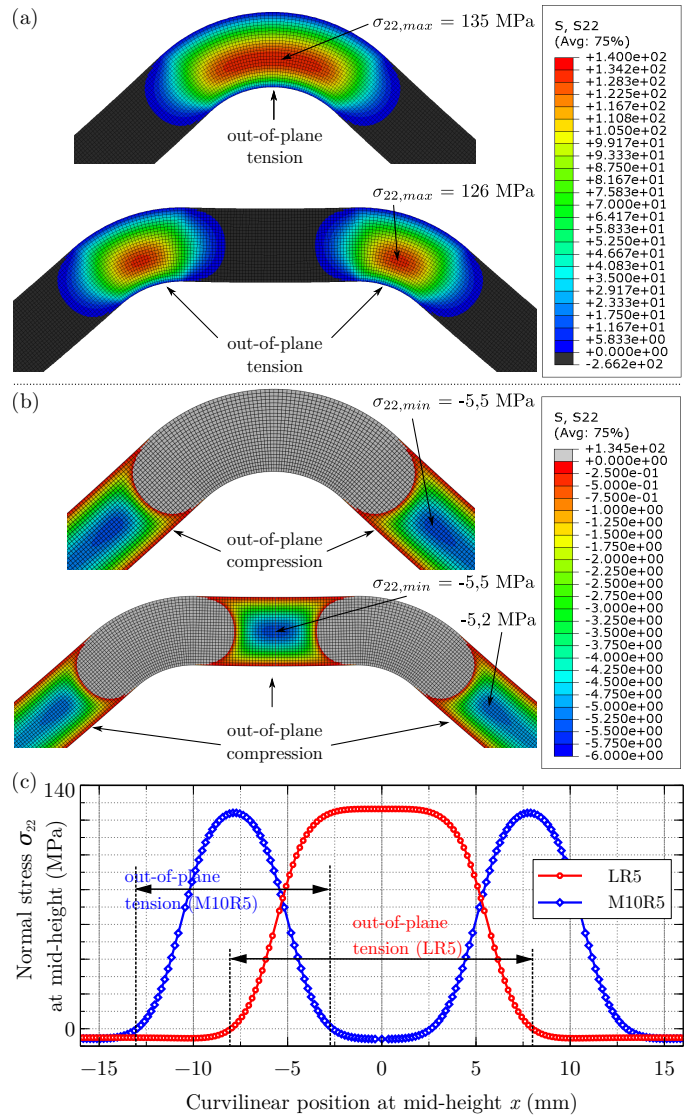 (a)
σ22,max = 135 MPa
out-of-plane
tension
σ22,max = 126 MPa
out-of-plane
tension
S, S22
(Avg: 75%)
+1.400e+02
+1.342e+02
+1.283e+02
+1.225e+02
+1.167e+02
+1.108e+02
+1.050e+02
+9.917e+01
+9.333e+01
+8.750e+01
+8.167e+01
+7.583e+01
+7.000e+01
+6.417e+01
+5.833e+01
+5.250e+01
+4.667e+01
+4.083e+01
+3.500e+01
+2.917e+01
+2.333e+01
+1.750e+01
+1.167e+01
+5.833e+00
+0.000e+00
-2.662e+02
(b)
σ22,min = -5,5 MPa
out-of-plane
compression
σ22,min = -5,5 MPa
-5,2 MPa
out-of-plane
compression
S, S22
(Avg: 75%)
+1.345e+02
+0.000e+00
-2.500e-01
-5.000e-01
-7.500e-01
-1.000e+00
-1.250e+00
-1.500e+00
-1.750e+00
-2.000e+00
-2.250e+00
-2.500e+00
-2.750e+00
-3.000e+00
-3.250e+00
-3.500e+00
-3.750e+00
-4.000e+00
-4.250e+00
-4.500e+00
-4.750e+00
-5.000e+00
-5.250e+00
-5.500e+00
-5.750e+00
-6.000e+00
(c)
140
0
Normal stress σ22
at mid-height (MPa)
out-of-plane
tension (M10R5)
out-of-plane
tension (LR5)
LR5
M10R5
−15 −10 −5 0 5 10 15
Curvilinear position at mid-height x (mm)